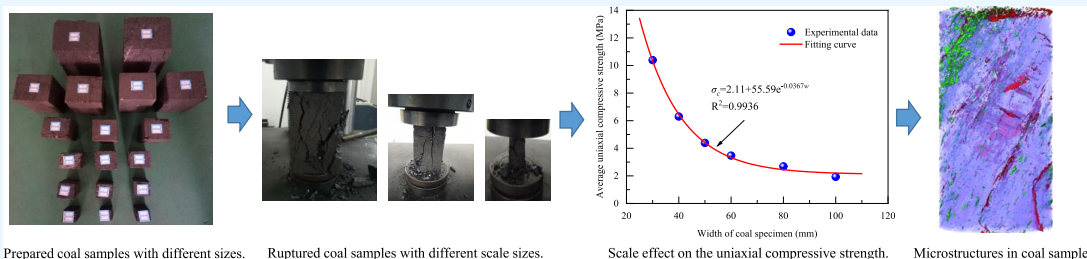 14
12
10
8
6
4
2
0
Average uniaxial compressive strength (MPa)
Experimental data
Fitting curve
σc=2.11+55.59e-0.0367w
R2=0.9936
20 40 60 80 100 120
Width of coal specimen (mm)
Prepared coal samples with different sizes.
Ruptured coal samples with different scale sizes.
Scale effect on the uniaxial compressive strength.
Microstructures in coal sample